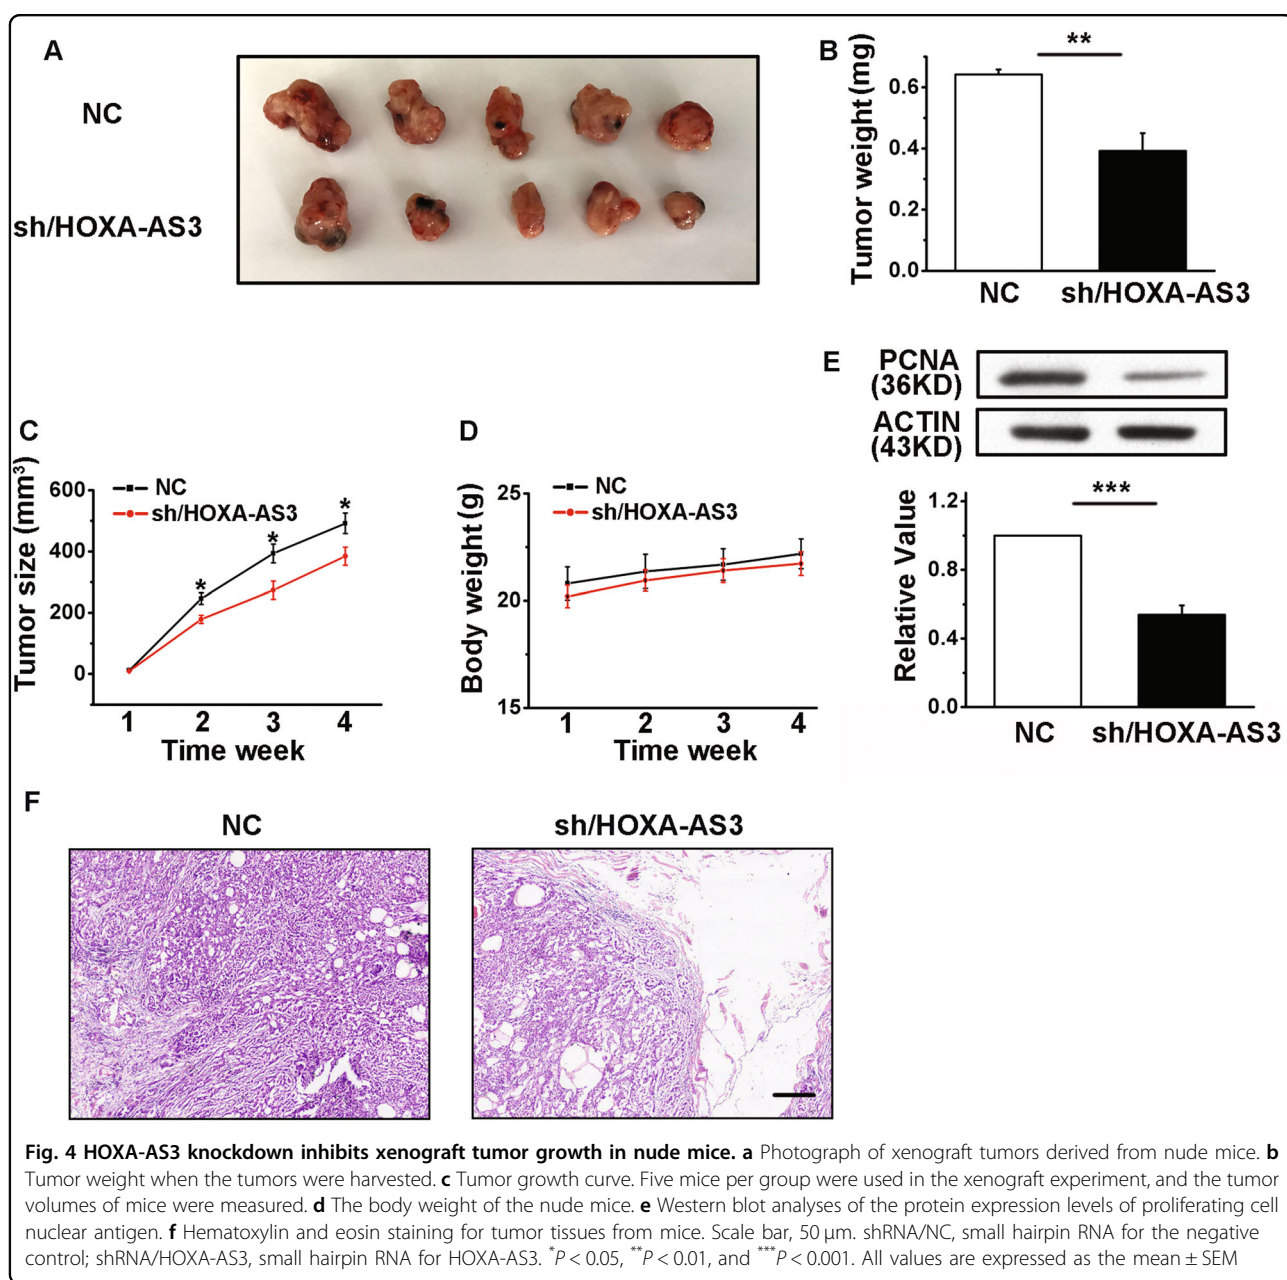 A
NC
sh/HOXA-AS3
B
**
Tumor weight (mg)
0.6
0.4
0.2
0.0
NC sh/HOXA-AS3
C
Tumor size (mm³)
600
400
200
0
NC
sh/HOXA-AS3
*
*
*
1 2 3 4
Time week
D
Body weight (g)
25
20
15
NC
sh/HOXA-AS3
1 2 3 4
Time week
E
PCNA
(36KD)
ACTIN
(43KD)
***
Relative Value
1.2
0.8
0.4
0.0
NC sh/HOXA-AS3
F
NC
sh/HOXA-AS3
Fig. 4 HOXA-AS3 knockdown inhibits xenograft tumor growth in nude mice. a Photograph of xenograft tumors derived from nude mice. b
Tumor weight when the tumors were harvested. c Tumor growth curve. Five mice per group were used in the xenograft experiment, and the tumor
volumes of mice were measured. d The body weight of the nude mice. e Western blot analyses of the protein expression levels of proliferating cell
nuclear antigen. f Hematoxylin and eosin staining for tumor tissues from mice. Scale bar, 50 μm. shRNA/NC, small hairpin RNA for the negative
control; shRNA/HOXA-AS3, small hairpin RNA for HOXA-AS3. *P < 0.05, **P < 0.01, and ***P < 0.001. All values are expressed as the mean ± SEM